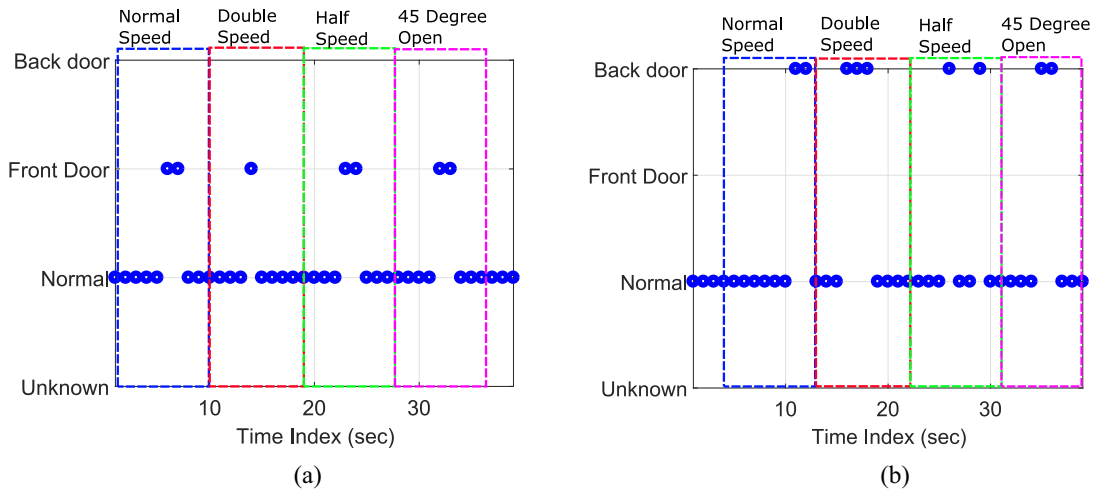 Normal Speed
Double Speed
Half Speed
45 Degree Open
Back door
Front Door
Normal
Unknown
10
20
30
Time Index (sec)
(a)
Normal Speed
Double Speed
Half Speed
45 Degree Open
Back door
Front Door
Normal
Unknown
10
20
30
Time Index (sec)
(b)